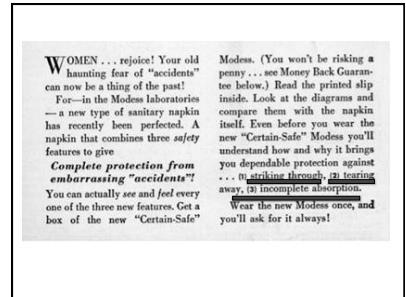 WOMEN . . . rejoice! Your old
haunting fear of "accidents"
can now be a thing of the past!
For—in the Modess laboratories
—a new type of sanitary napkin
has recently been perfected. A
napkin that combines three safety
features to give
Complete protection from
embarrassing "accidents"!
You can actually see and feel every
one of the three new features. Get a
box of the new "Certain-Safe"
Modess. (You won't be risking a
penny . . . see Money Back Guaran-
tee below.) Read the printed slip
inside. Look at the diagrams and
compare them with the napkin
itself. Even before you wear the
new "Certain-Safe" Modess you'll
understand how and why it brings
you dependable protection against
. . . (1) striking through, (2) tearing
away, (3) incomplete absorption.
Wear the new Modess once, and
you'll ask for it always!